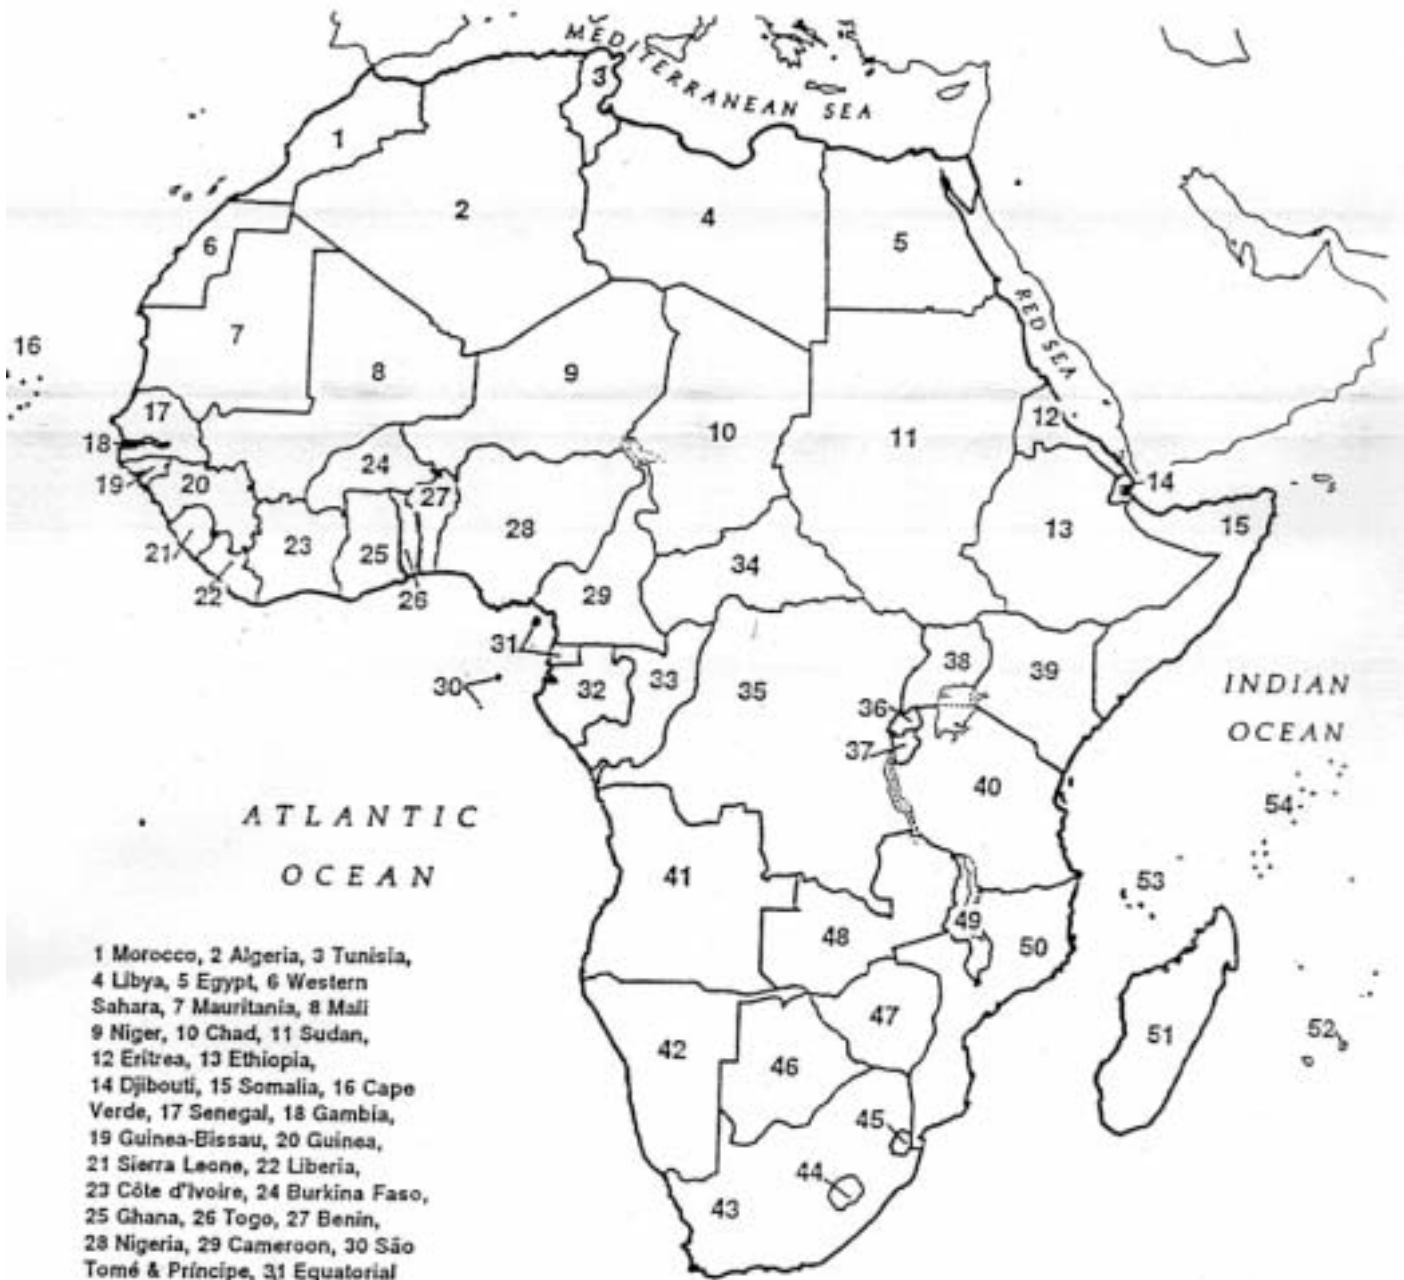 MEDITERRANEAN SEA
3
1
2
4
6
5
RED SEA
7
16
8
9
17
12
10
11
18
24
14
19
20
27
28
13
15
21
23
25
34
22
26
29
31
38
39
33
30
32
35
INDIAN
36
OCEAN
37
40
54
ATLANTIC
OCEAN
41
53
49
48
50
1 Morocco, 2 Algeria, 3 Tunisia,
4 Libya, 5 Egypt, 6 Western
Sahara, 7 Mauritania, 8 Mali
9 Niger, 10 Chad, 11 Sudan,
12 Eritrea, 13 Ethiopia,
14 Djibouti, 15 Somalia, 16 Cape
Verde, 17 Senegal, 18 Gambia,
19 Guinea-Bissau, 20 Guinea,
21 Sierra Leone, 22 Liberia,
23 Côte d'Ivoire, 24 Burkina Faso,
25 Ghana, 26 Togo, 27 Benin,
28 Nigeria, 29 Cameroon, 30 São
Tomé & Príncipe, 31 Equatorial
47
42
51
52
46
45
44
43